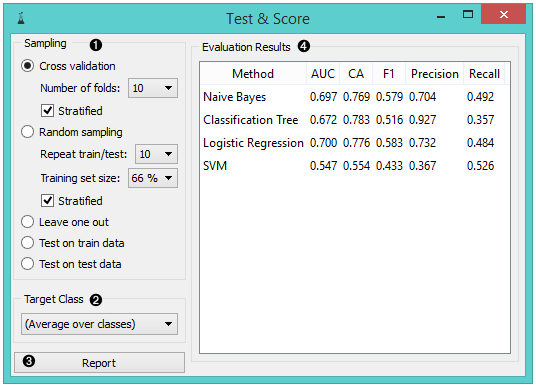 Test & Score
Sampling 1
Cross validation
Number of folds: 10
Stratified
Random sampling
Repeat train/test: 10
Training set size: 66 %
Stratified
Leave one out
Test on train data
Test on test data
Target Class 2
(Average over classes)
3 Report
Evaluation Results 4
Method AUC CA F1 Precision Recall
Naive Bayes 0.697 0.769 0.579 0.704 0.492
Classification Tree 0.672 0.783 0.516 0.927 0.357
Logistic Regression 0.700 0.776 0.583 0.732 0.484
SVM 0.547 0.554 0.433 0.367 0.526